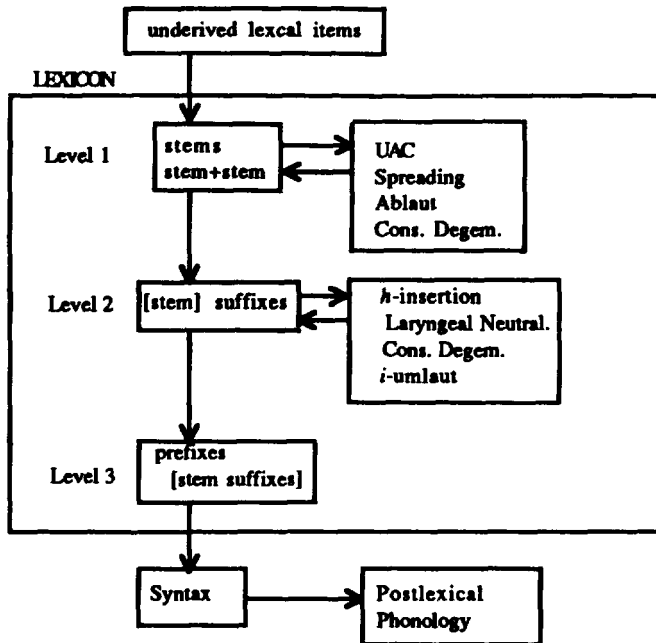 underived lexcal items
LEXICON
Level 1
stems
stem+stem
UAC
Spreading
Ablaut
Cons. Degem.
Level 2
[stem] suffixes
h-insertion
Laryngeal Neutral.
Cons. Degem.
i-umlaut
Level 3
prefixes
[stem suffixes]
Syntax
Postlexical
Phonology